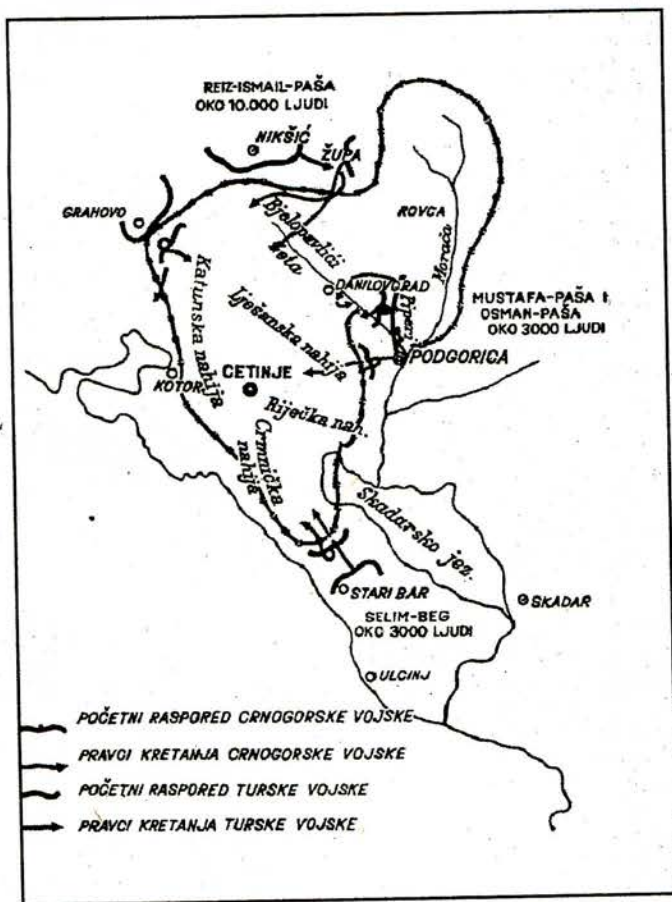 REIZ-ISMAIL-PAŠA
OKO 10.000 LJUDI
NIKŠIĆ
ŽUPA
GRAHOVO
ROVCA
Morača
Bjelopavlići
Zeta
DANILOVGRAD
Piperi
MUSTAFA-PAŠA I
OSMAN-PAŠA
OKO 3000 LJUDI
Katunska nahija
Lješanska nahija
PODGORICA
KOTOR
CETINJE
Riječka nah.
Crmnička
nahija
Skadarsko jez.
STARI BAR
SKADAR
SELIM-BEG
OKO 3000 LJUDI
ULCINJ
POČETNI RASPORED CRNOGORSKE VOJSKE
PRAVCI KRETANJA CRNOGORSKE VOJSKE
POČETNI RASPORED TURSKE VOJSKE
PRAVCI KRETANJA TURSKE VOJSKE